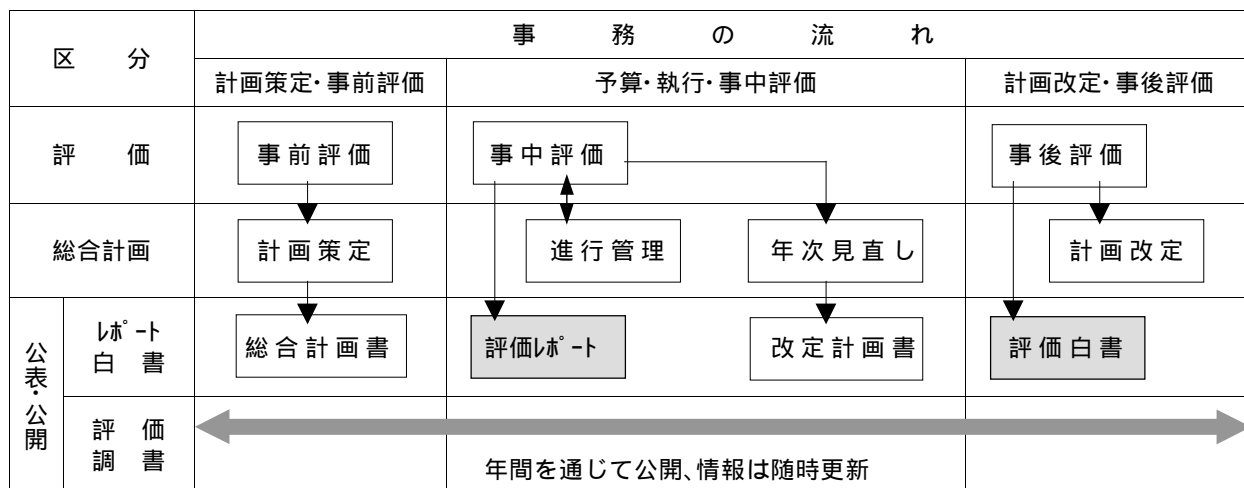 区　分
事　務　の　流　れ
計画策定・事前評価
予算・執行・事中評価
計画改定・事後評価
評　価
事前評価
事中評価
事後評価
総合計画
計画策定
進行管理
年次見直し
計画改定
公表・公開
ﾚﾎﾟｰﾄ
白　書
総合計画書
評価ﾚﾎﾟｰﾄ
改定計画書
評価白書
評　価
調　書
年間を通じて公開、情報は随時更新